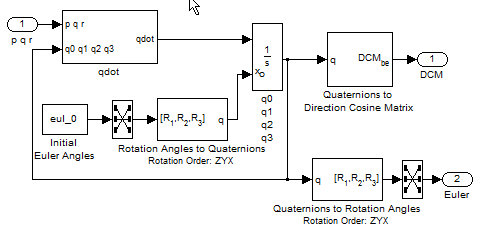 1
p q r
p q r
q0 q1 q2 q3
qdot
qdot
eul_0
Initial
Euler Angles
[R1,R2,R3]
q
Rotation Angles to Quaternions
Rotation Order: ZYX
1
s
xo
q0
q1
q2
q3
q
DCMbe
Quaternions to
Direction Cosine Matrix
1
DCM
q
[R1,R2,R3]
Quaternions to Rotation Angles
Rotation Order: ZYX
2
Euler